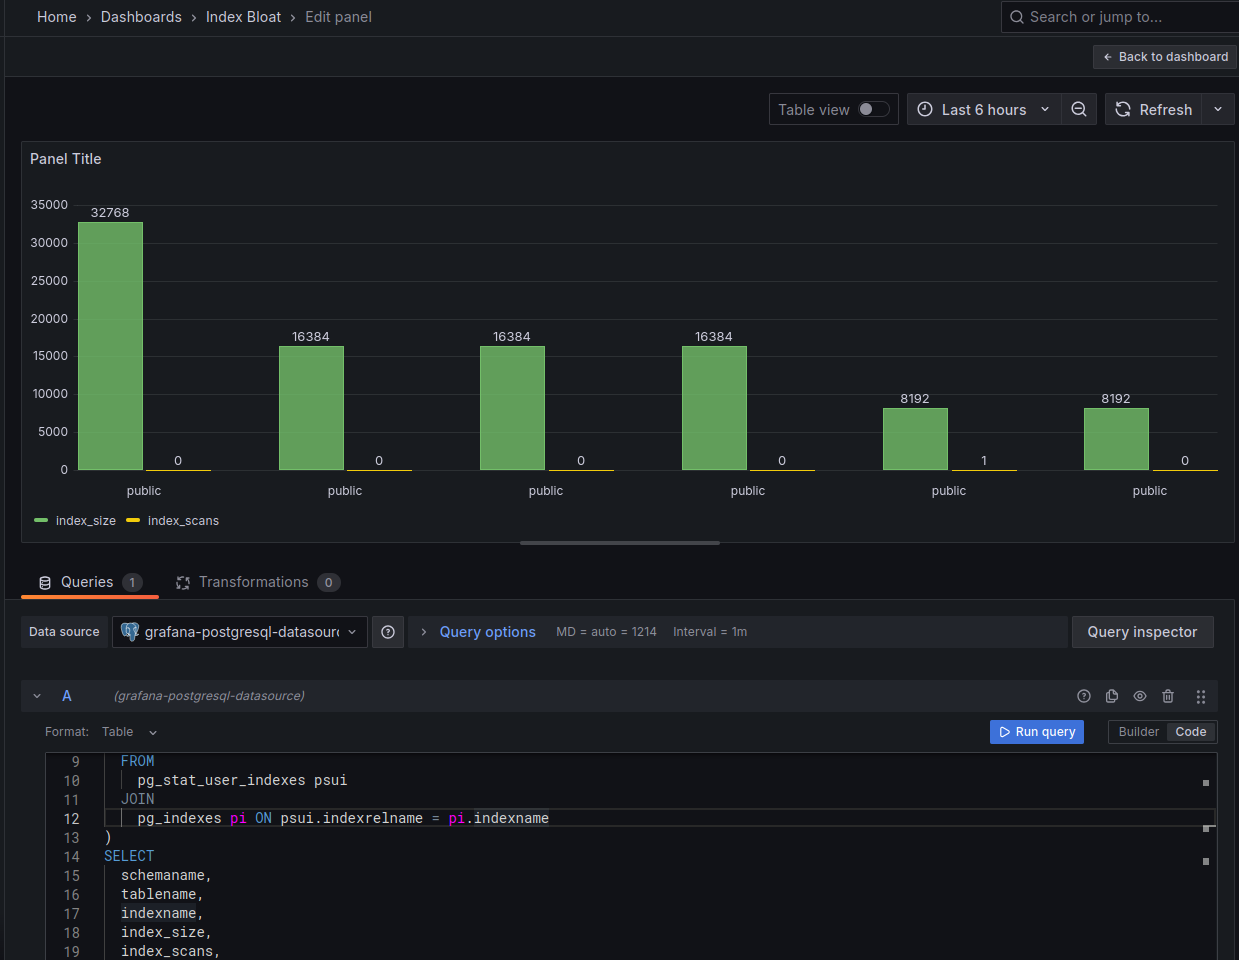 Home › Dashboards › Index Bloat › Edit panel
Search or jump to...
← Back to dashboard
Table view
Last 6 hours
Refresh
Panel Title
35000
30000
25000
20000
15000
10000
5000
0
32768
0
16384
0
16384
0
16384
0
8192
1
8192
0
public public public public public public
index_size index_scans
Queries 1 Transformations 0
Data source grafana-postgresql-datasourc
Query options MD = auto = 1214 Interval = 1m Query inspector
A (grafana-postgresql-datasource)
Format: Table Run query Builder Code
9 FROM
10 pg_stat_user_indexes psui
11 JOIN
12 pg_indexes pi ON psui.indexrelname = pi.indexname
13 )
14 SELECT
15 schemaname,
16 tablename,
17 indexname,
18 index_size,
19 index_scans,